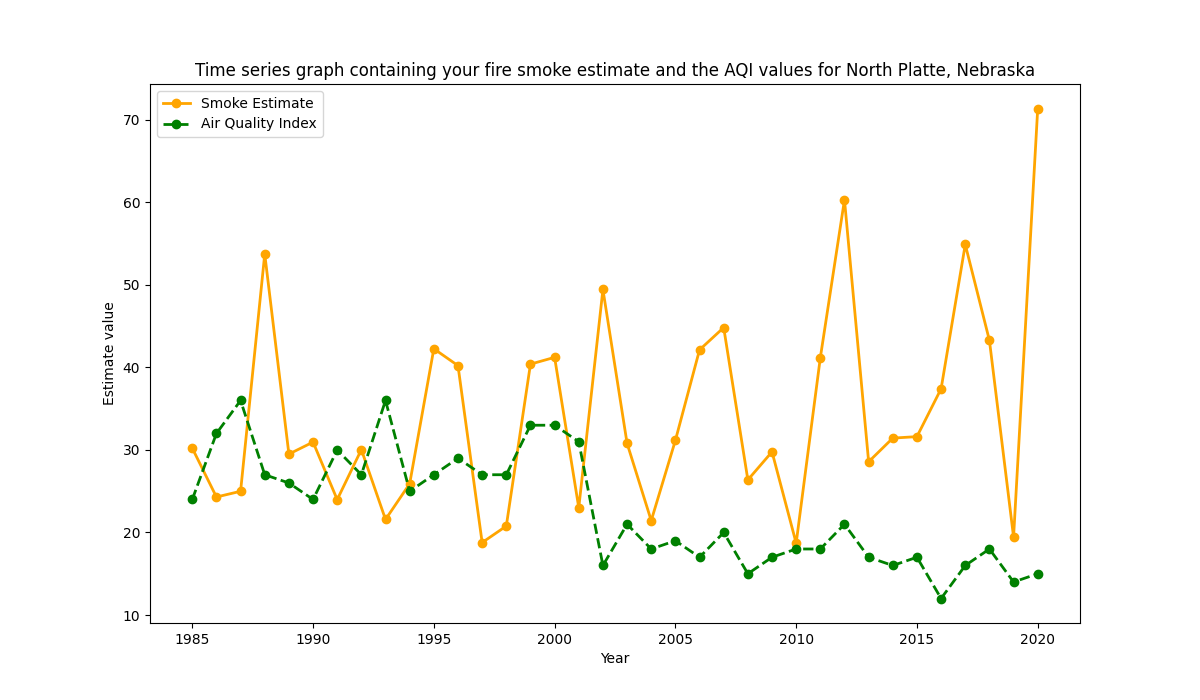 Time series graph containing your fire smoke estimate and the AQI values for North Platte, Nebraska
Smoke Estimate
Air Quality Index
70
60
50
40
30
20
10
Estimate value
1985 1990 1995 2000 2005 2010 2015 2020
Year